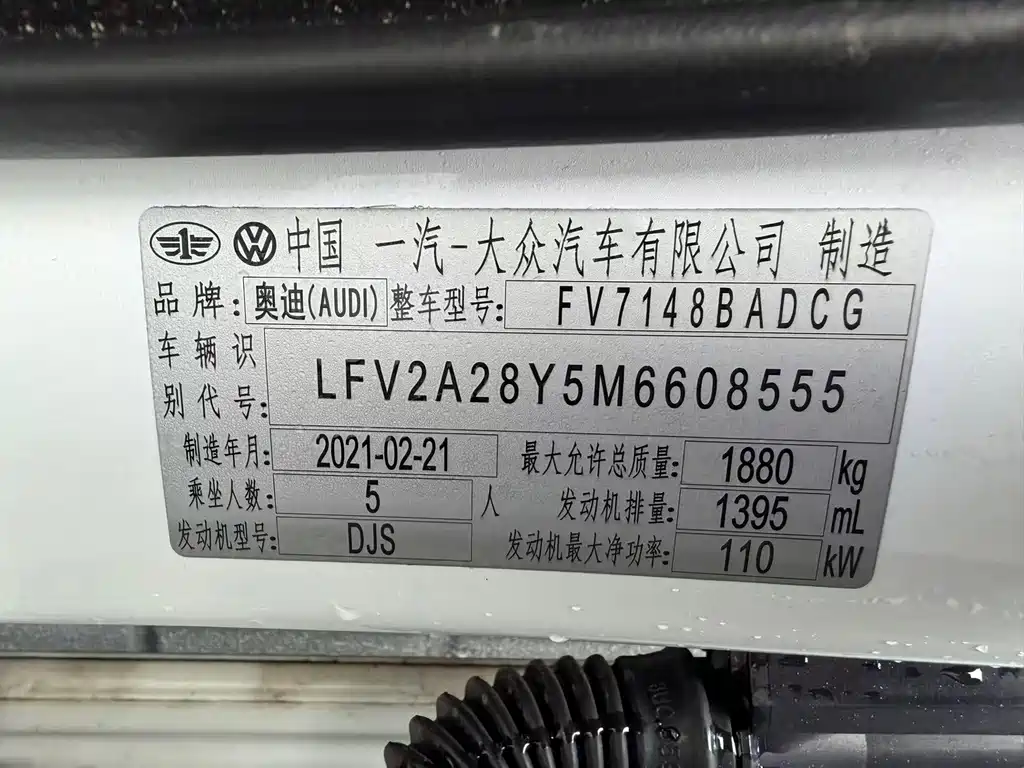 中国 一汽-大众汽车有限公司 制造
品牌: 奥迪(AUDI) 整车型号: FV7148BADCG
车辆识别代号: LFV2A28Y5M6608555
制造年月: 2021-02-21 最大允许总质量: 1880 kg
乘坐人数: 5 人 发动机排量: 1395 mL
发动机型号: DJS 发动机最大净功率: 110 kW